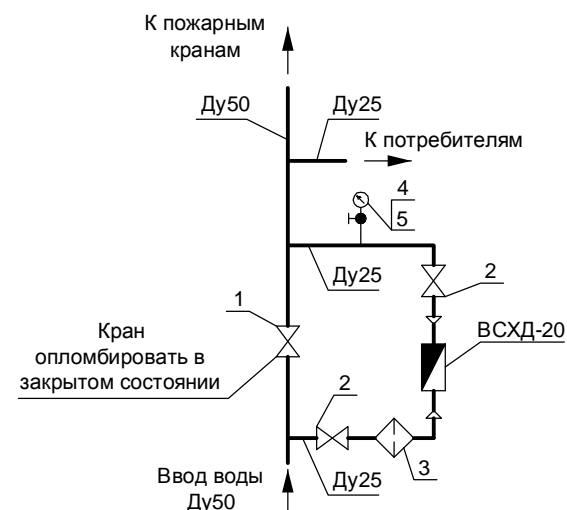 К пожарным
кранам
Ду50
Ду25
К потребителям
4
5
Ду25
2
1
Кран
опломбировать в
закрытом состоянии
ВСХД-20
2
3
Ду25
Ввод воды
Ду50